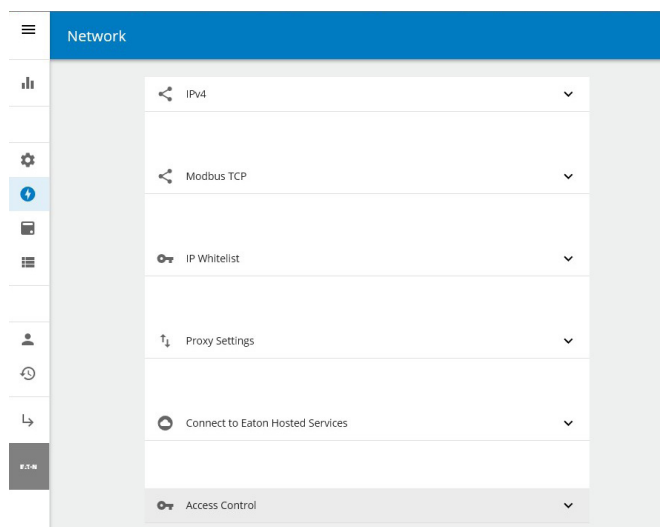 Network
IPv4
Modbus TCP
IP Whitelist
Proxy Settings
Connect to Eaton Hosted Services
E·T·N
Access Control